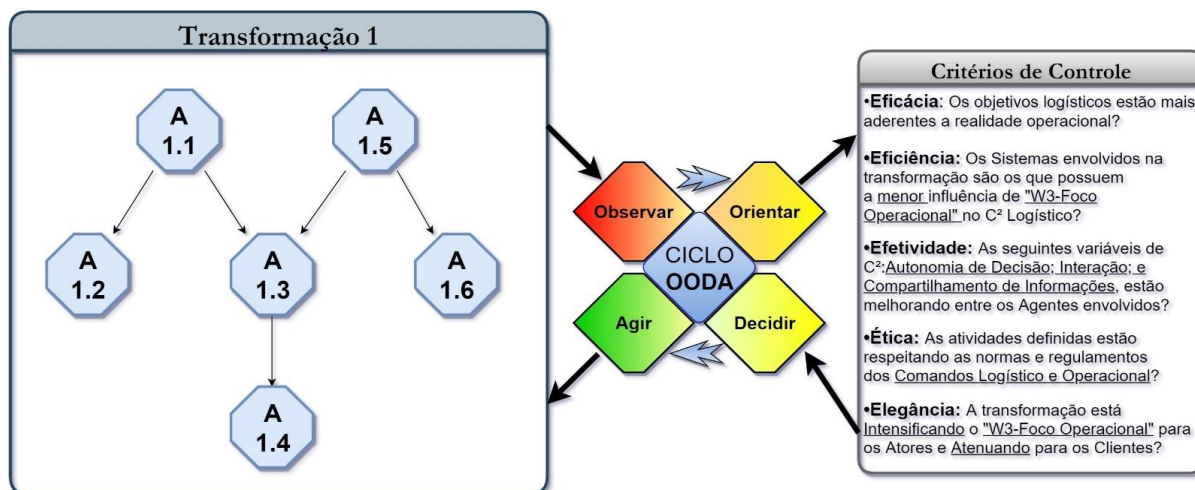 Transformação 1
A
1.1
A
1.5
A
1.2
A
1.3
A
1.6
A
1.4
Observar
Orientar
CICLO
OODA
Agir
Decidir
Critérios de Controle
•Eficácia: Os objetivos logísticos estão mais
aderentes a realidade operacional?
•Eficiência: Os Sistemas envolvidos na
transformação são os que possuem
a menor influência de "W3-Foco
Operacional" no C² Logístico?
•Efetividade: As seguintes variáveis de
C²:Autonomia de Decisão; Interação; e
Compartilhamento de Informações, estão
melhorando entre os Agentes envolvidos?
•Ética: As atividades definidas estão
respeitando as normas e regulamentos
dos Comandos Logístico e Operacional?
•Elegância: A transformação está
Intensificando o "W3-Foco Operacional" para
os Atores e Atenuando para os Clientes?